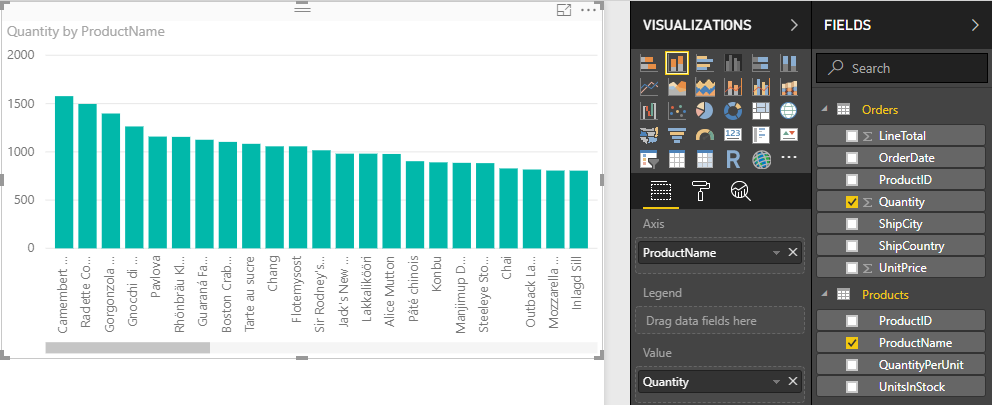 Quantity by ProductName
2000
1500
1000
500
0
Camembert ...
Raclette Co...
Gorgonzola ...
Gnocchi di ...
Pavlova
Rhönbräu Kl...
Guaraná Fa...
Boston Crab...
Tarte au sucre
Chang
Flotemysost
Sir Rodney's...
Jack's New ...
Lakkalikööri
Alice Mutton
Pâté chinois
Konbu
Manjimup D...
Steeleye Sto...
Chai
Outback La...
Mozzarella ...
Inlagd Sill
VISUALIZATIONS
123
R
Axis
ProductName
Legend
Drag data fields here
Value
Quantity
FIELDS
Search
Orders
Σ LineTotal
OrderDate
ProductID
Σ Quantity
ShipCity
ShipCountry
Σ UnitPrice
Products
ProductID
ProductName
QuantityPerUnit
UnitsInStock